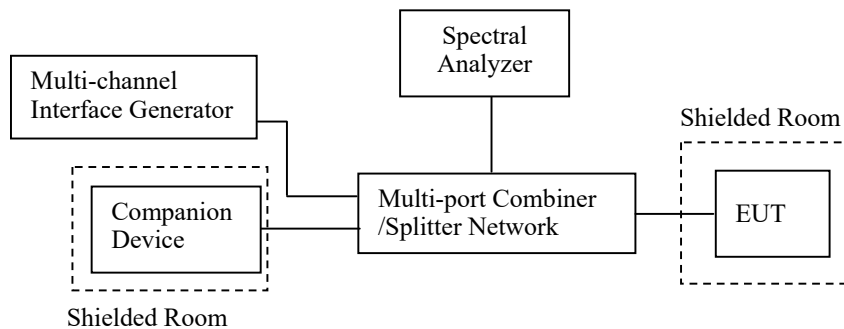 Spectral
Analyzer
Multi-channel
Interface Generator
Shielded Room
Companion
Device
Multi-port Combiner
/Splitter Network
EUT
Shielded Room